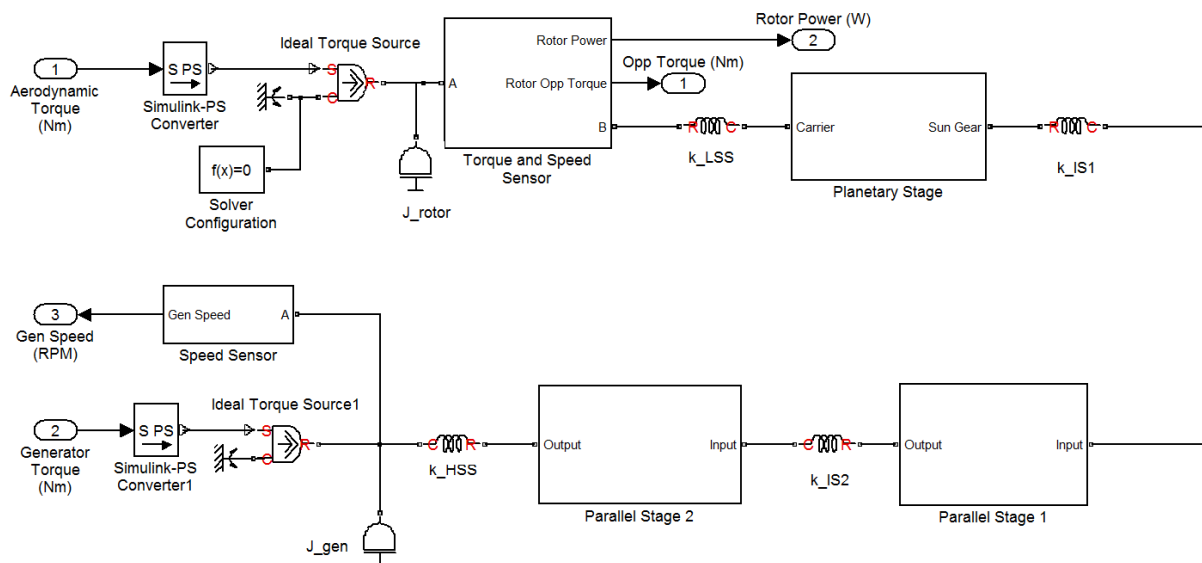 Rotor Power (W)
2
Ideal Torque Source
Rotor Power
1
S PS
Opp Torque (Nm)
Aerodynamic
Torque
(Nm)
Simulink-PS
Converter
S
C
R
A
Rotor Opp Torque
1
B
R
C
Carrier
Sun Gear
R
C
f(x)=0
Solver
Configuration
J_rotor
Torque and Speed
Sensor
k_LSS
Planetary Stage
k_IS1
3
Gen Speed
A
Gen Speed
(RPM)
Speed Sensor
Ideal Torque Source1
2
S PS
Generator
Torque
(Nm)
Simulink-PS
Converter1
S
C
R
C
R
Output
Input
C
R
Output
Input
k_HSS
k_IS2
Parallel Stage 2
Parallel Stage 1
J_gen